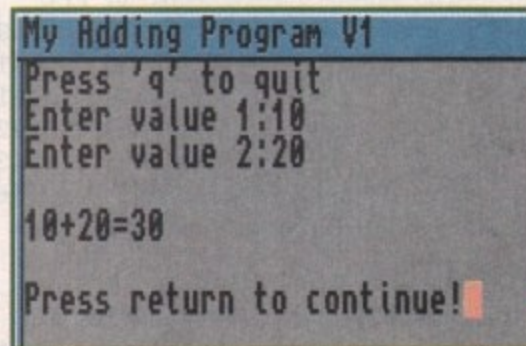 My Adding Program V1
Press 'q' to quit
Enter value 1:10
Enter value 2:20
10+20=30
Press return to continue!